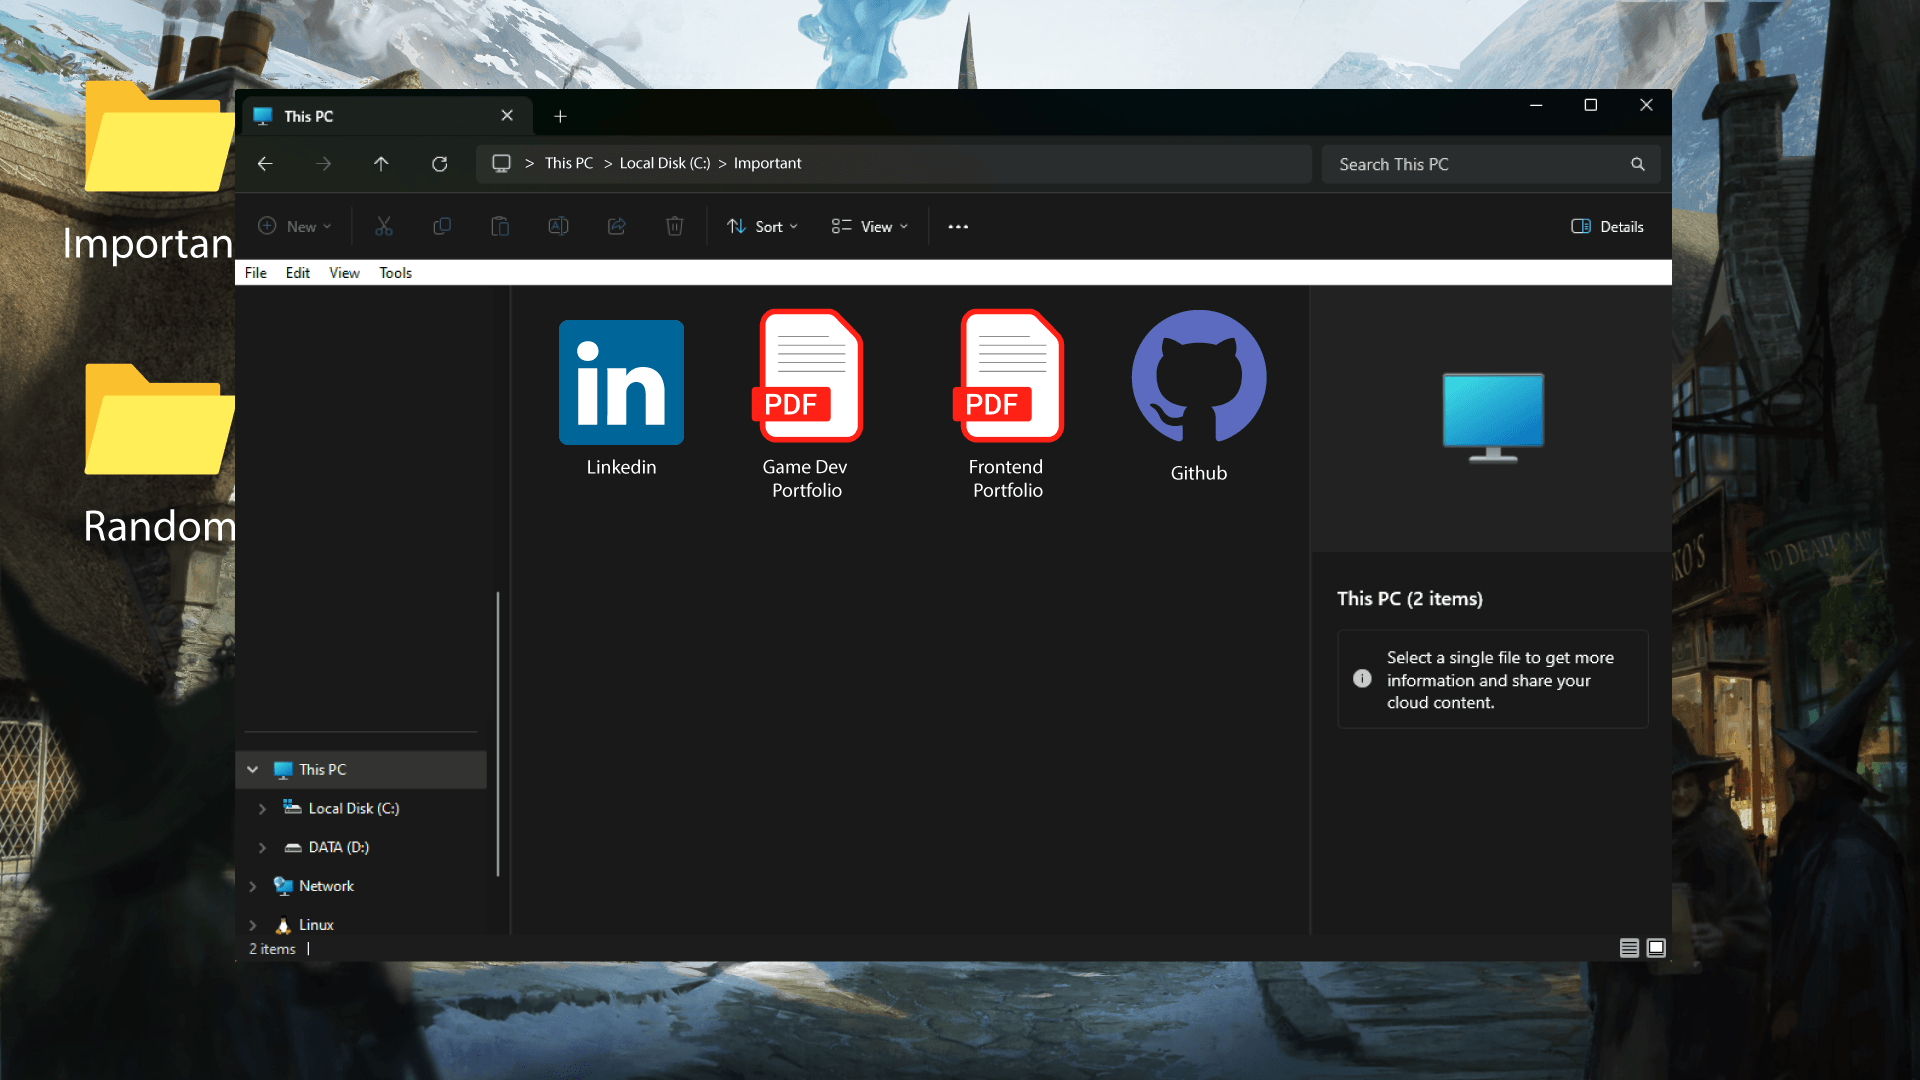 Importan
Random
This PC
> This PC > Local Disk (C:) > Important
Search This PC
New
Sort
View
Details
File Edit View Tools
in
Linkedin
PDF
Game Dev
Portfolio
PDF
Frontend
Portfolio
Github
This PC (2 items)
Select a single file to get more
information and share your
cloud content.
This PC
Local Disk (C:)
DATA (D:)
Network
Linux
2 items